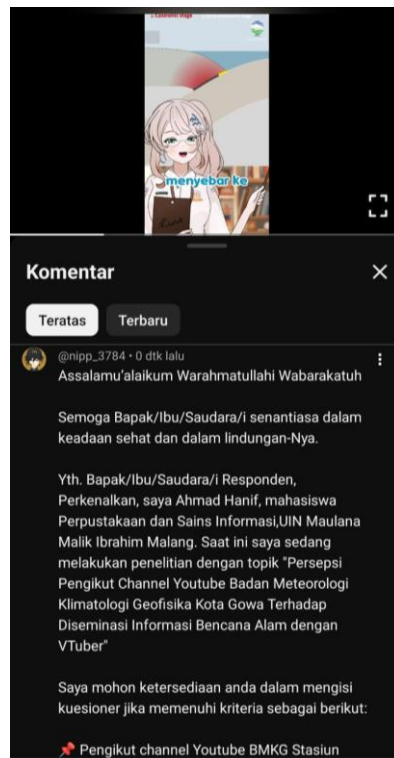 menyebar ke
Komentar
Teratas
Terbaru
@nipp_3784 • 0 dtk lalu
Assalamu'alaikum Warahmatullahi Wabarakatuh
Semoga Bapak/Ibu/Saudara/i senantiasa dalam
keadaan sehat dan dalam lindungan-Nya.
Yth. Bapak/Ibu/Saudara/i Responden,
Perkenalkan, saya Ahmad Hanif, mahasiswa
Perpustakaan dan Sains Informasi,UIN Maulana
Malik Ibrahim Malang. Saat ini saya sedang
melakukan penelitian dengan topik "Persepsi
Pengikut Channel Youtube Badan Meteorologi
Klimatologi Geofisika Kota Gowa Terhadap
Diseminasi Informasi Bencana Alam dengan
VTuber"
Saya mohon ketersediaan anda dalam mengisi
kuesioner jika memenuhi kriteria sebagai berikut:
📌 Pengikut channel Youtube BMKG Stasiun